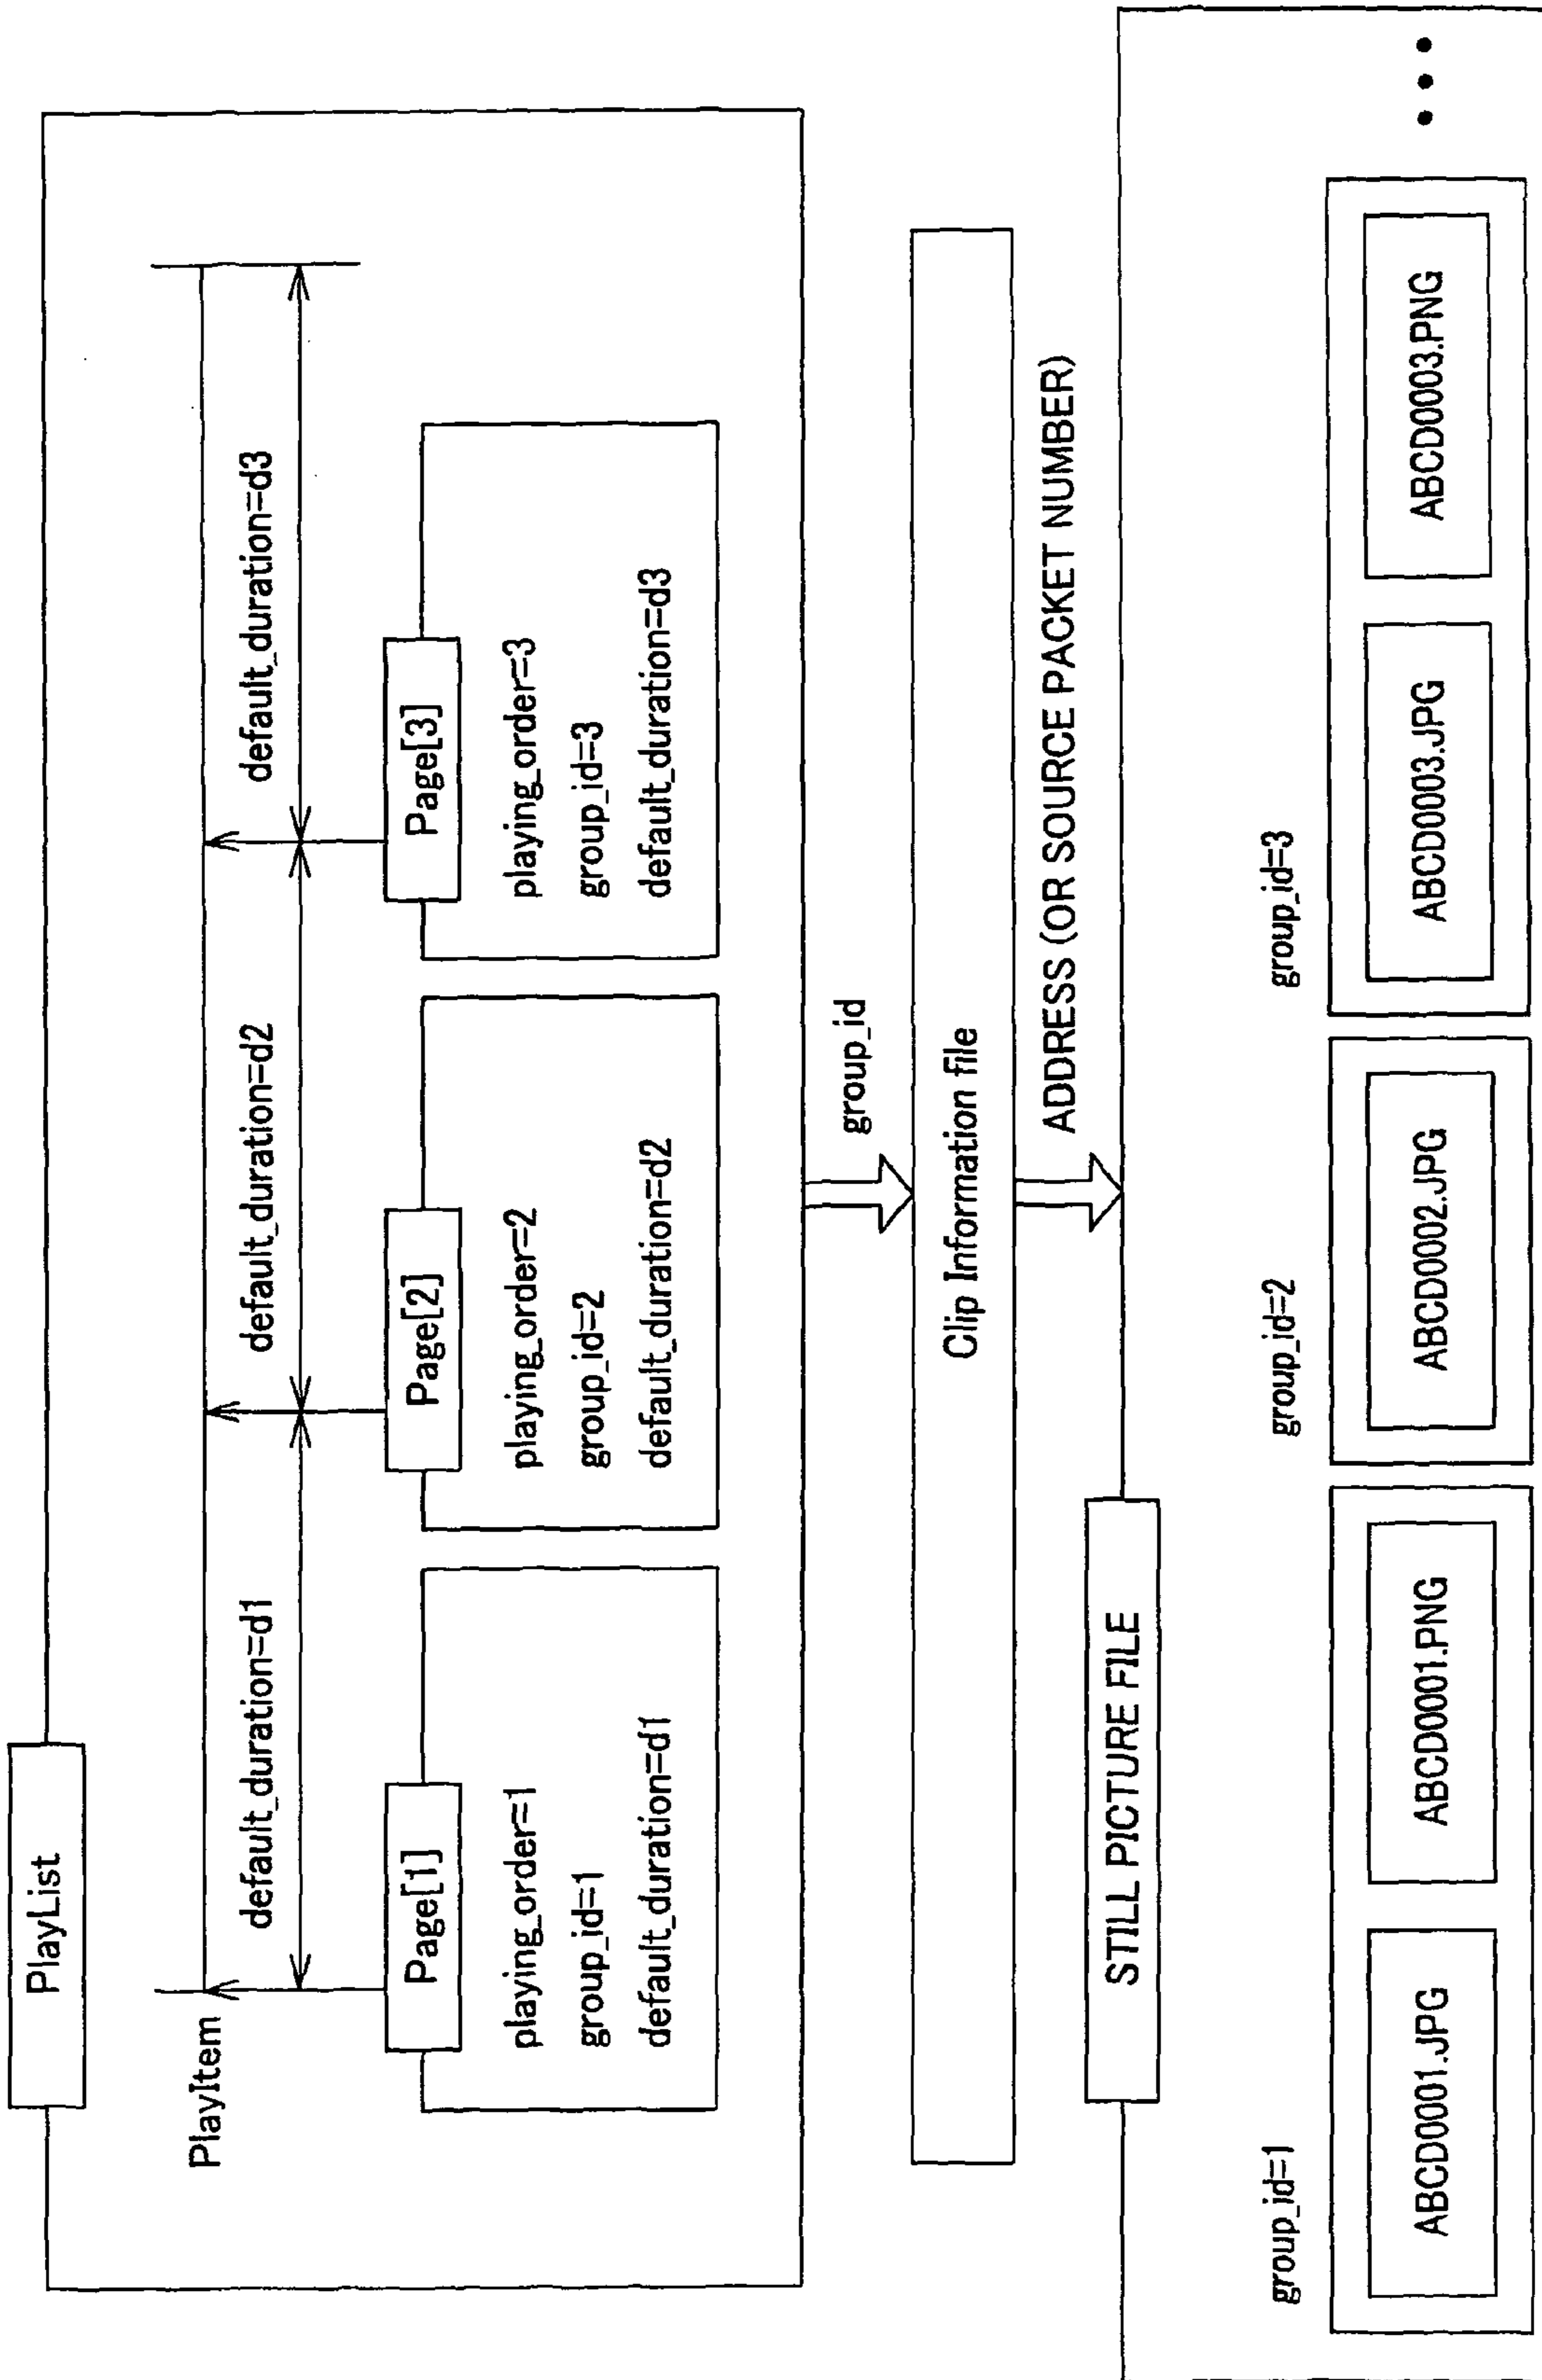 PlayList
PlayItem
default_duration=d1
default_duration=d2
default_duration=d3
Page[1]
playing_order=1
group_id=1
default_duration=d1
Page[2]
playing_order=2
group_id=2
default_duration=d2
Page[3]
playing_order=3
group_id=3
default_duration=d3
group_id
Clip Information file
ADDRESS (OR SOURCE PACKET NUMBER)
STILL PICTURE FILE
group_id=1
ABCD0001.JPG
ABCD0001.PNG
group_id=2
ABCD0002.JPG
group_id=3
ABCD0003.JPG
ABCD0003.PNG